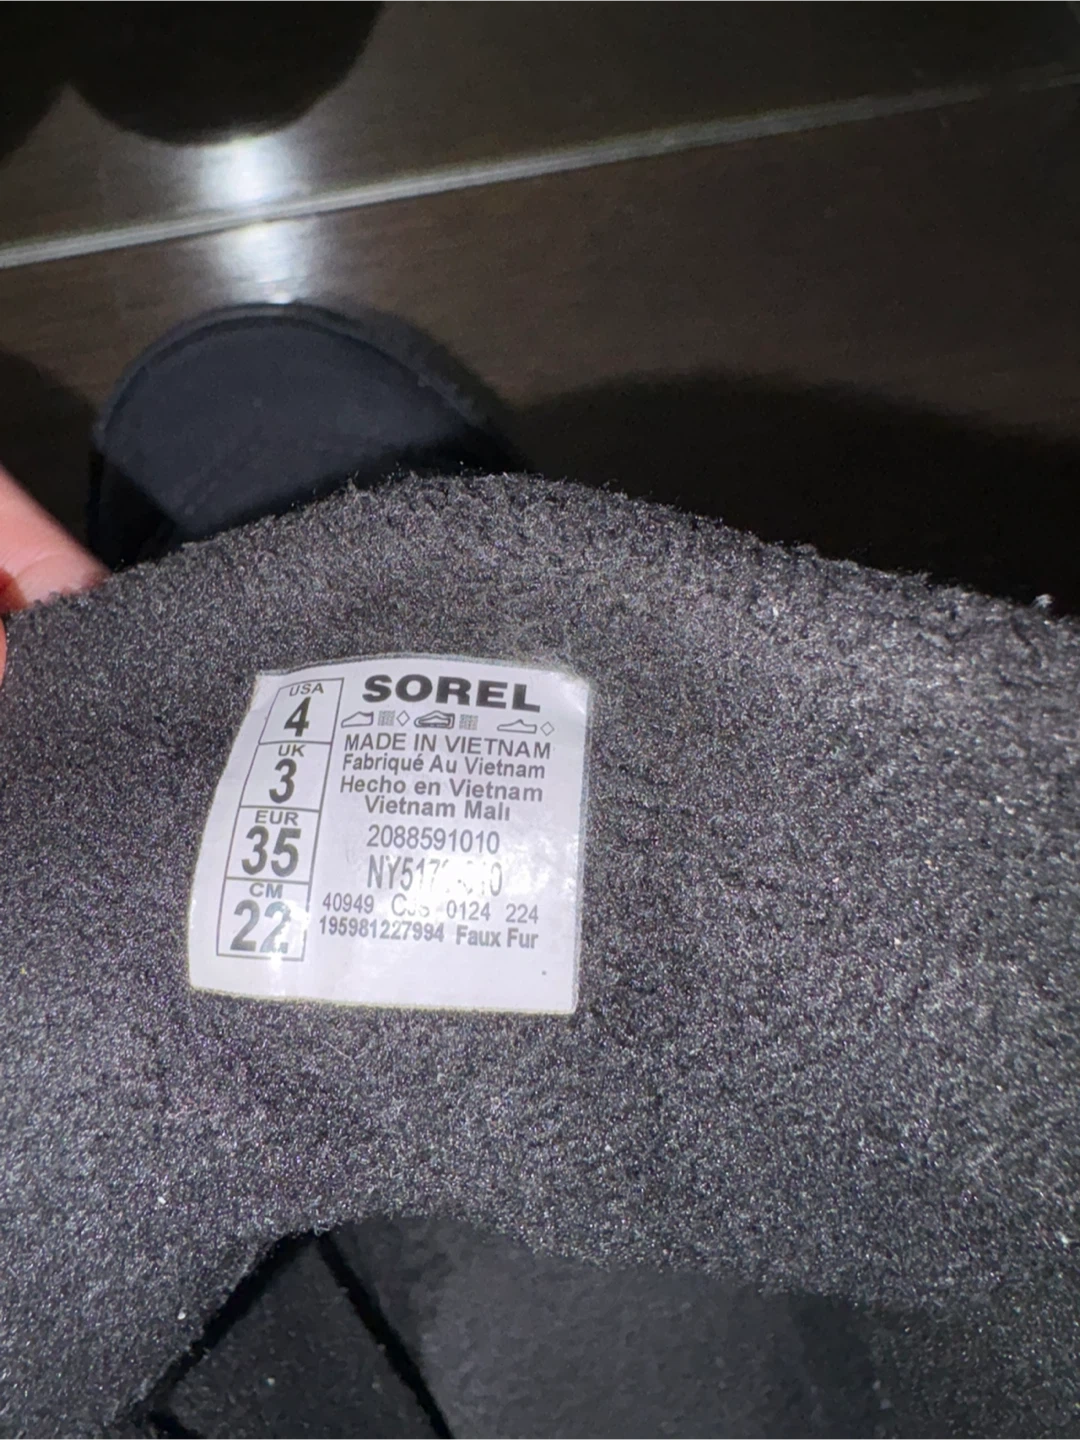 SOREL
USA
4
UK
3
EUR
35
CM
22
MADE IN VIETNAM
Fabriqué Au Vietnam
Hecho en Vietnam
Vietnam Malı
2088591010
40949 0124 224
195981227994 Faux Fur